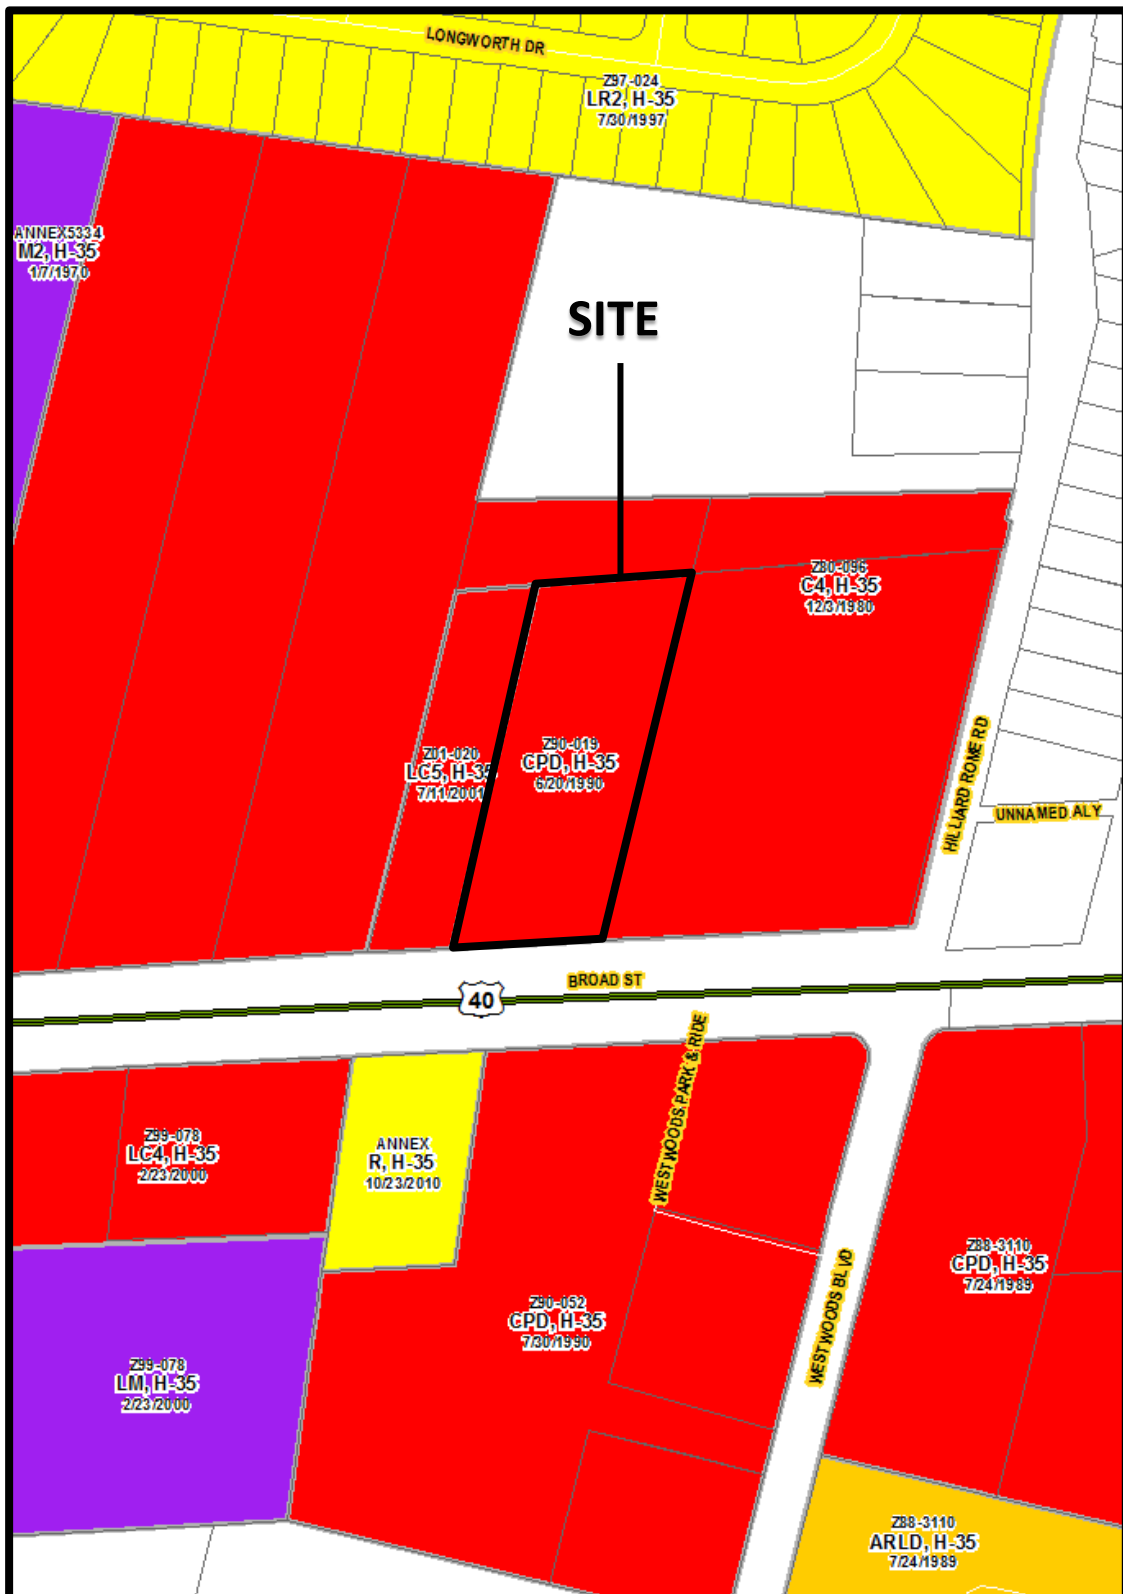 LONGWORTH DR
Z97-024
LR2, H-35
7/30/1997
ANNEX5334
M2, H-35
1/7/1970
SITE
Z80-096
C4, H-35
12/3/1980
Z01-020
LC5, H-35
7/11/2001
Z90-019
CPD, H-35
6/20/1990
HILLIARD ROME RD
UNNAMED ALY
BROAD ST
40
WESTWOODS PARK & RIDE
Z99-078
LC4, H-35
2/23/2000
ANNEX
R, H-35
10/23/2010
Z88-3110
CPD, H-35
7/24/1989
Z90-052
CPD, H-35
7/30/1990
WESTWOODS BLVD
Z99-078
LM, H-35
2/23/2000
Z88-3110
ARLD, H-35
7/24/1989